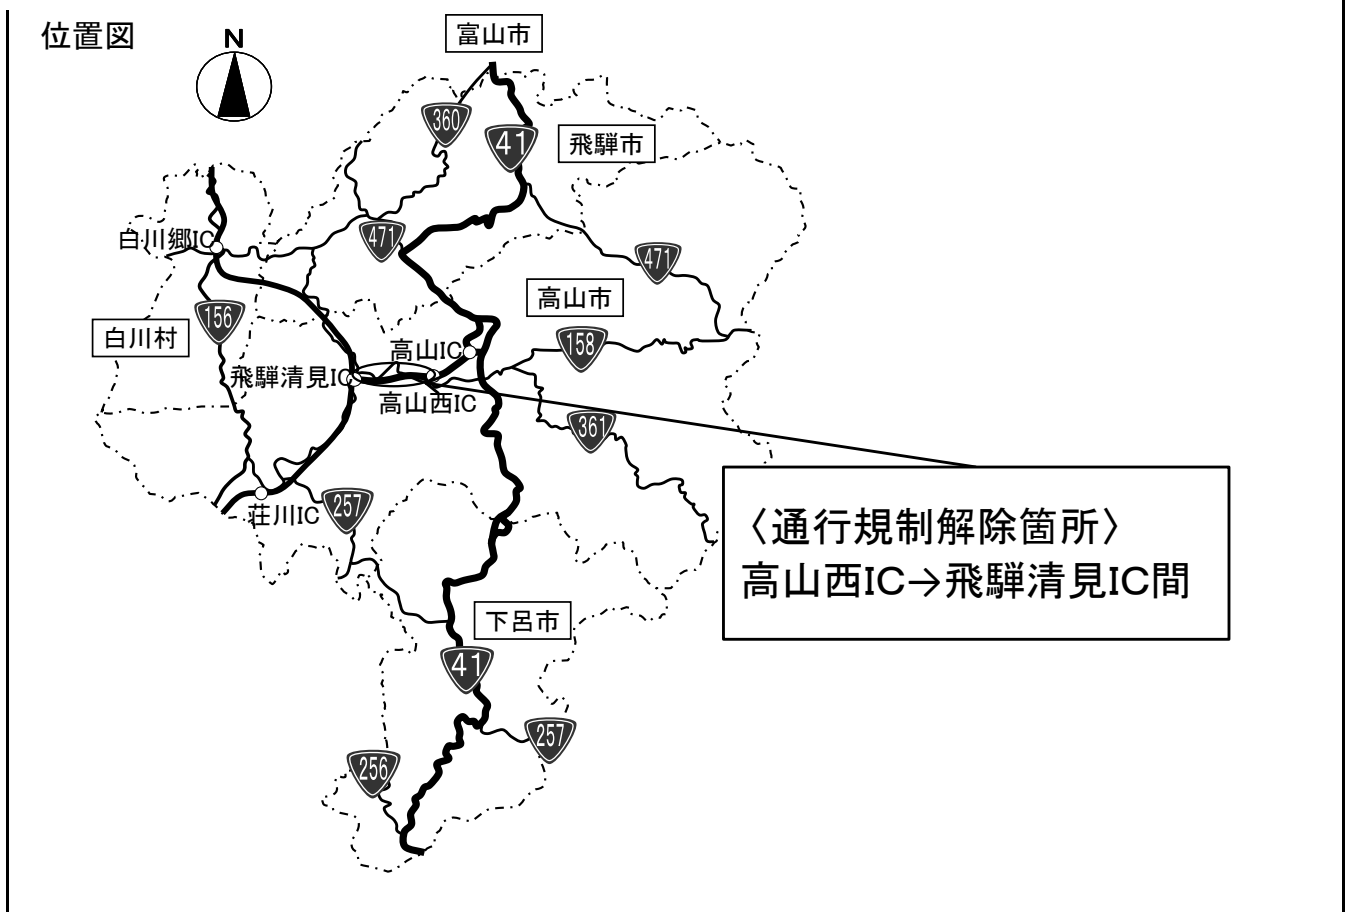 位置図
N
富山市
360
41
飛騨市
白川郷IC
471
471
高山市
156
白川村
高山IC
158
飛騨清見IC
高山西IC
361
257
荘川IC
〈通行規制解除箇所〉
高山西IC→飛騨清見IC間
下呂市
41
257
256